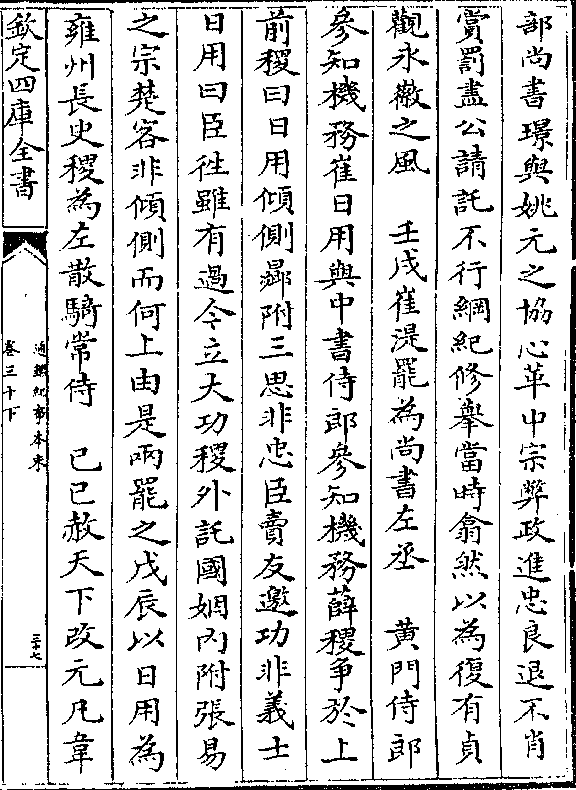 部尚書璟與姚元之協心革中宗弊政進忠良退不肖
賞罰盡公請託不行綱紀修舉當時翕然以為復有貞
觀永徽之風　壬戌崔湜罷為尚書左丞　黄門侍郎
參知機務崔日用與中書侍郎參知機務薛稷爭於上
前稷曰日用傾側曏附三思非忠臣賣友邀功非義士
日用曰臣徃雖有過今立大功稷外託國姻内附張易
之宗楚客非傾側而何上由是兩罷之戊辰以日用為
雍州長史稷為左散騎常侍　己巳赦天下改元凡韋
欽定四庫全書
通鑑紀事本末
卷三十下
三十七